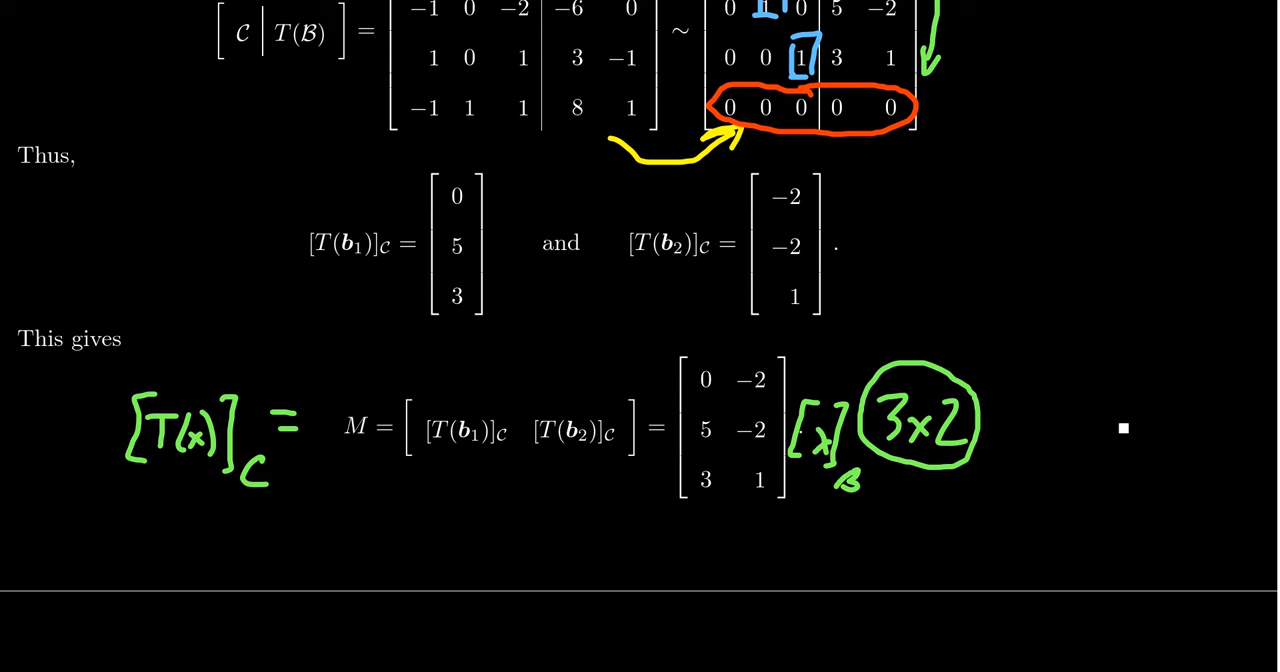 [ C | T(B) ] = [ −1 0 −2 | −6 0 ] ~ [ 0 1 0 | 5 −2 ]
[ 1 0 1 | 3 −1 ] [ 0 0 1 | 3 1 ]
[ −1 1 1 | 8 1 ] [ 0 0 0 | 0 0 ]
Thus,
[T(b₁)]_C = [ 0 5 3 ] and [T(b₂)]_C = [ −2 −2 1 ] .
This gives
[T(x)]_C = M = [ [T(b₁)]_C [T(b₂)]_C ] = [ 0 −2 ; 5 −2 ; 3 1 ] [x]_B 3x2 ■